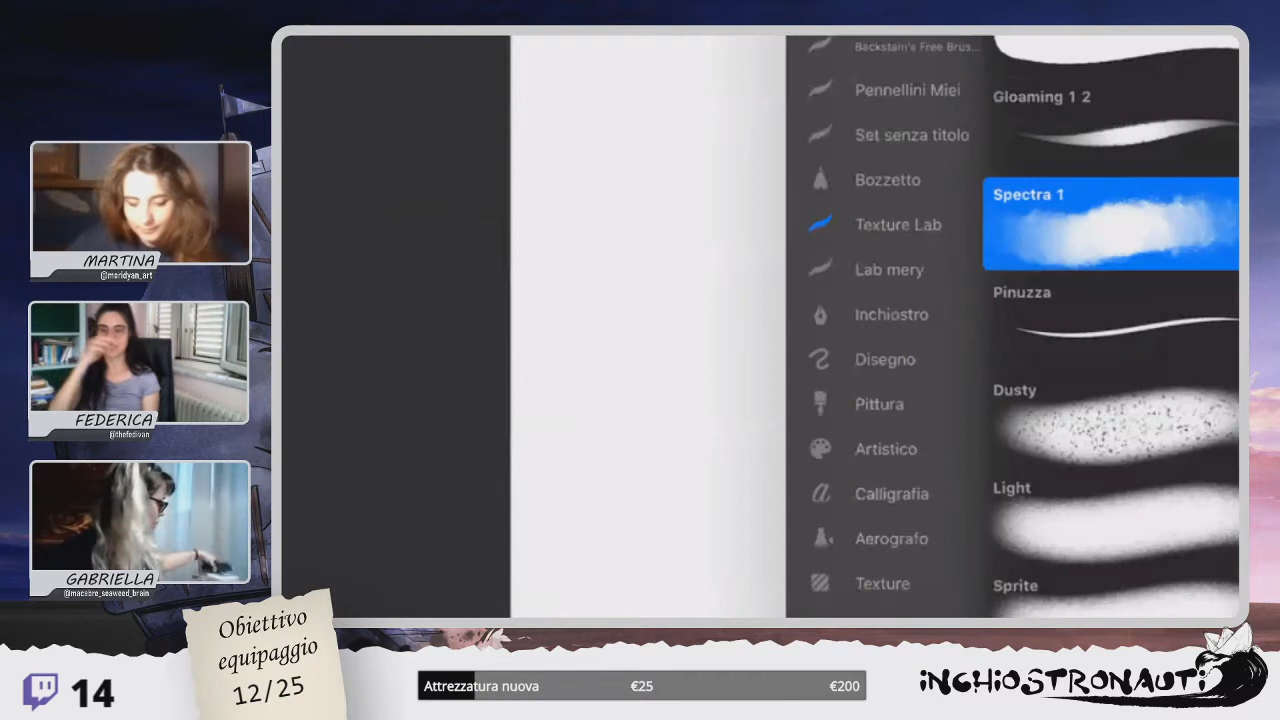 MARTINA
@meridyan_art
FEDERICA
@thefedivan
GABRIELLA
@macabre_seaweed_brain
Backstam's Free Brus...
Pennellini Miei
Set senza titolo
Bozzetto
Texture Lab
Lab mery
Inchiostro
Disegno
Pittura
Artistico
Calligrafia
Aerografo
Texture
Gloaming 1 2
Spectra 1
Pinuzza
Dusty
Light
Sprite
Obiettivo
equipaggio
12/25
14
Attrezzatura nuova €25 €200
iNCHiOSTRONAUTi